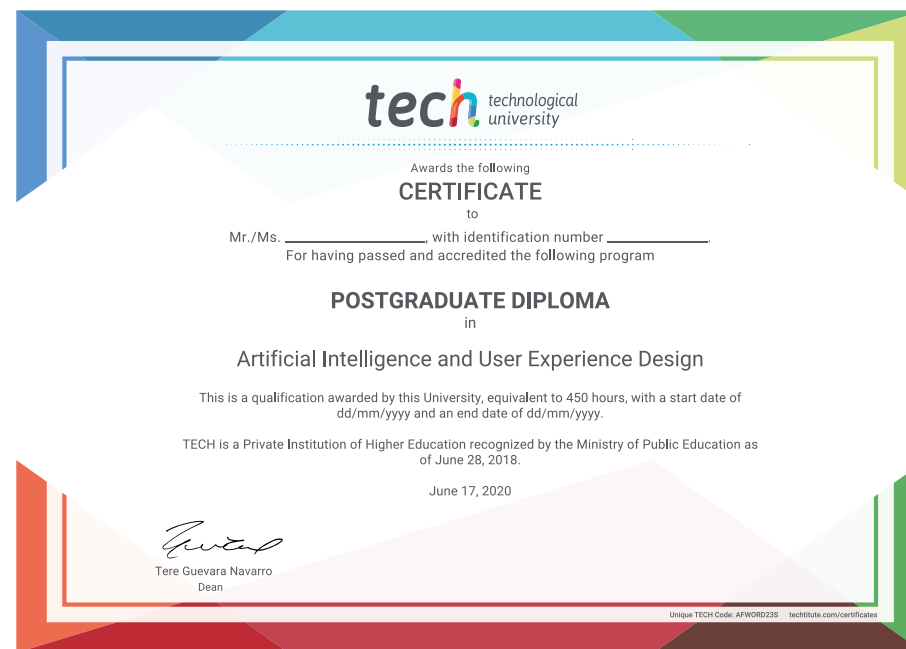 tech technological
university
Awards the following
CERTIFICATE
to
Mr./Ms. ____________________, with identification number ______________.
For having passed and accredited the following program
POSTGRADUATE DIPLOMA
in
Artificial Intelligence and User Experience Design
This is a qualification awarded by this University, equivalent to 450 hours, with a start date of
dd/mm/yyyy and an end date of dd/mm/yyyy.
TECH is a Private Institution of Higher Education recognized by the Ministry of Public Education as
of June 28, 2018.
June 17, 2020
Tere Guevara Navarro
Dean
Unique TECH Code: AFWORD23S techtitute.com/certificates